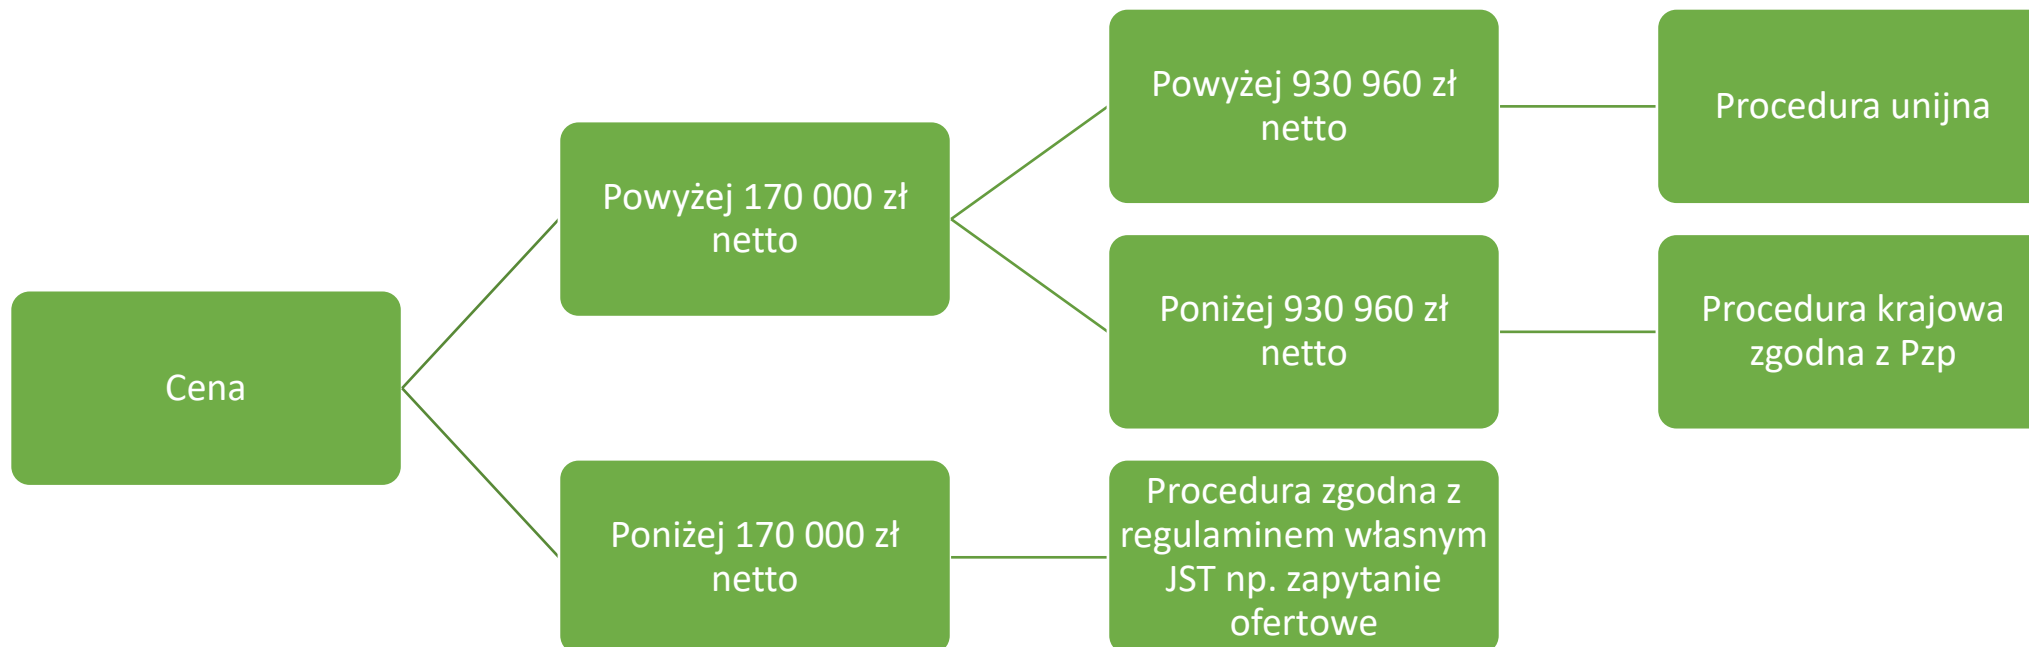 Cena
Powyżej 170 000 zł
netto
Powyżej 930 960 zł
netto
Procedura unijna
Poniżej 930 960 zł
netto
Procedura krajowa
zgodna z Pzp
Poniżej 170 000 zł
netto
Procedura zgodna z
regulaminem własnym
JST np. zapytanie
ofertowe